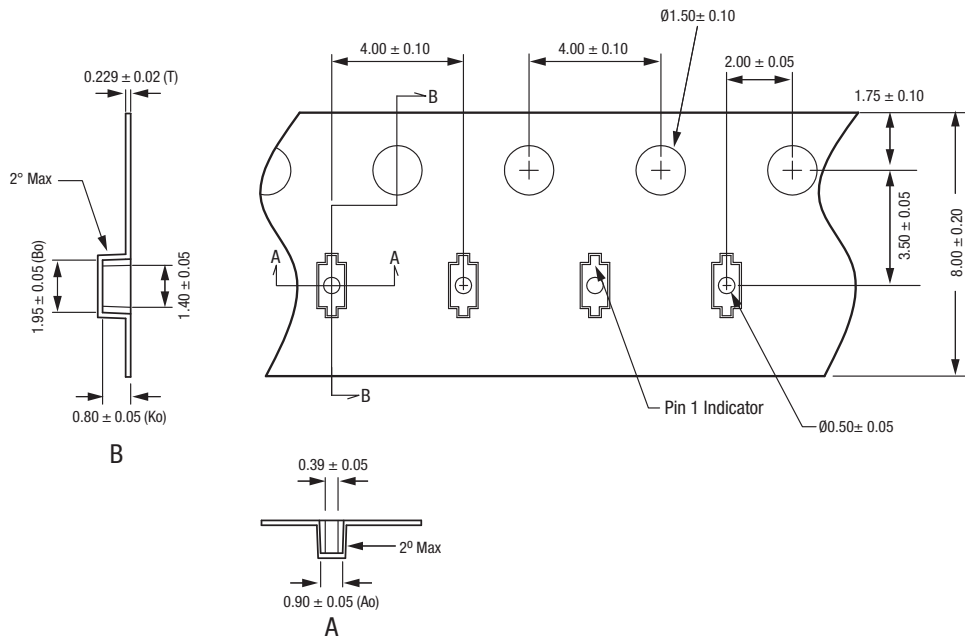 Ø1.50± 0.10
4.00 ± 0.10
4.00 ± 0.10
2.00 ± 0.05
0.229 ± 0.02 (T)
B
1.75 ± 0.10
2° Max
3.50 ± 0.05
8.00 ± 0.20
A
A
1.95 ± 0.05 (Bo)
1.40 ± 0.05
B
Pin 1 Indicator
0.80 ± 0.05 (Ko)
Ø0.50± 0.05
B
0.39 ± 0.05
2º Max
0.90 ± 0.05 (Ao)
A